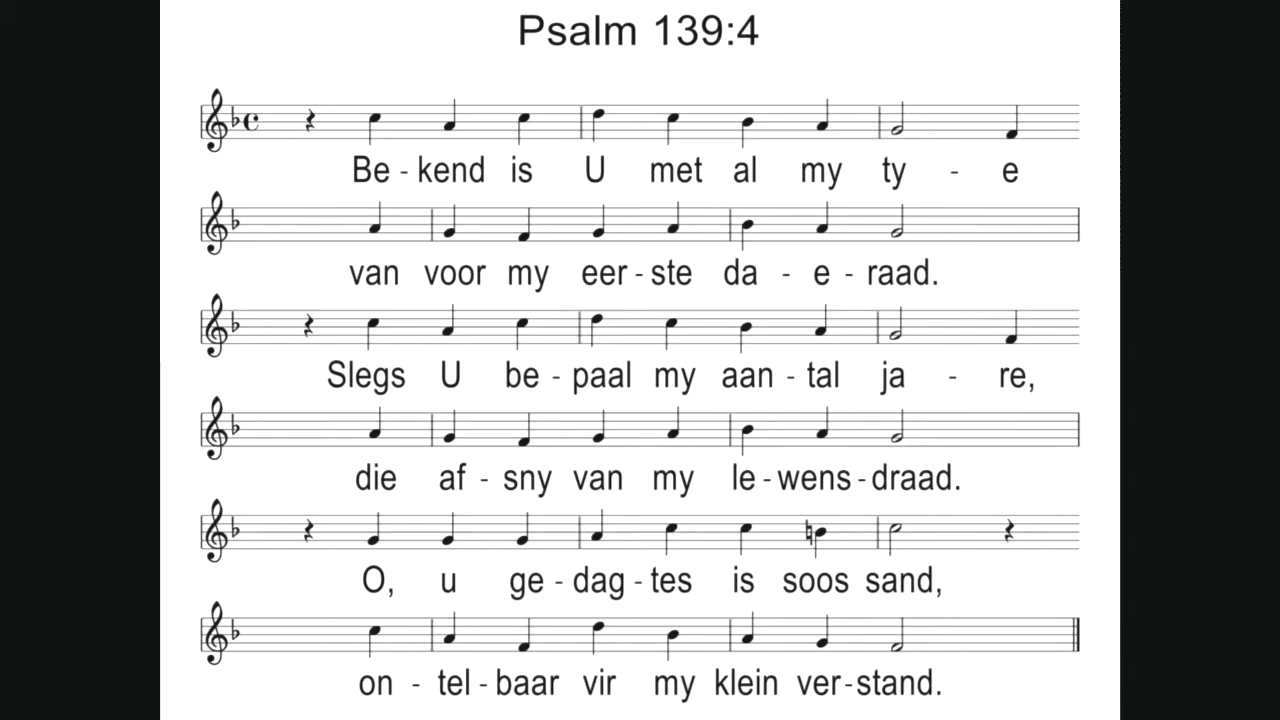 Psalm 139:4
Be - kend is U met al my ty - e
van voor my eer - ste da - e - raad.
Slegs U be - paal my aan - tal ja - re,
die af - sny van my le - wens - draad.
O, u ge - dag - tes is soos sand,
on - tel - baar vir my klein ver - stand.